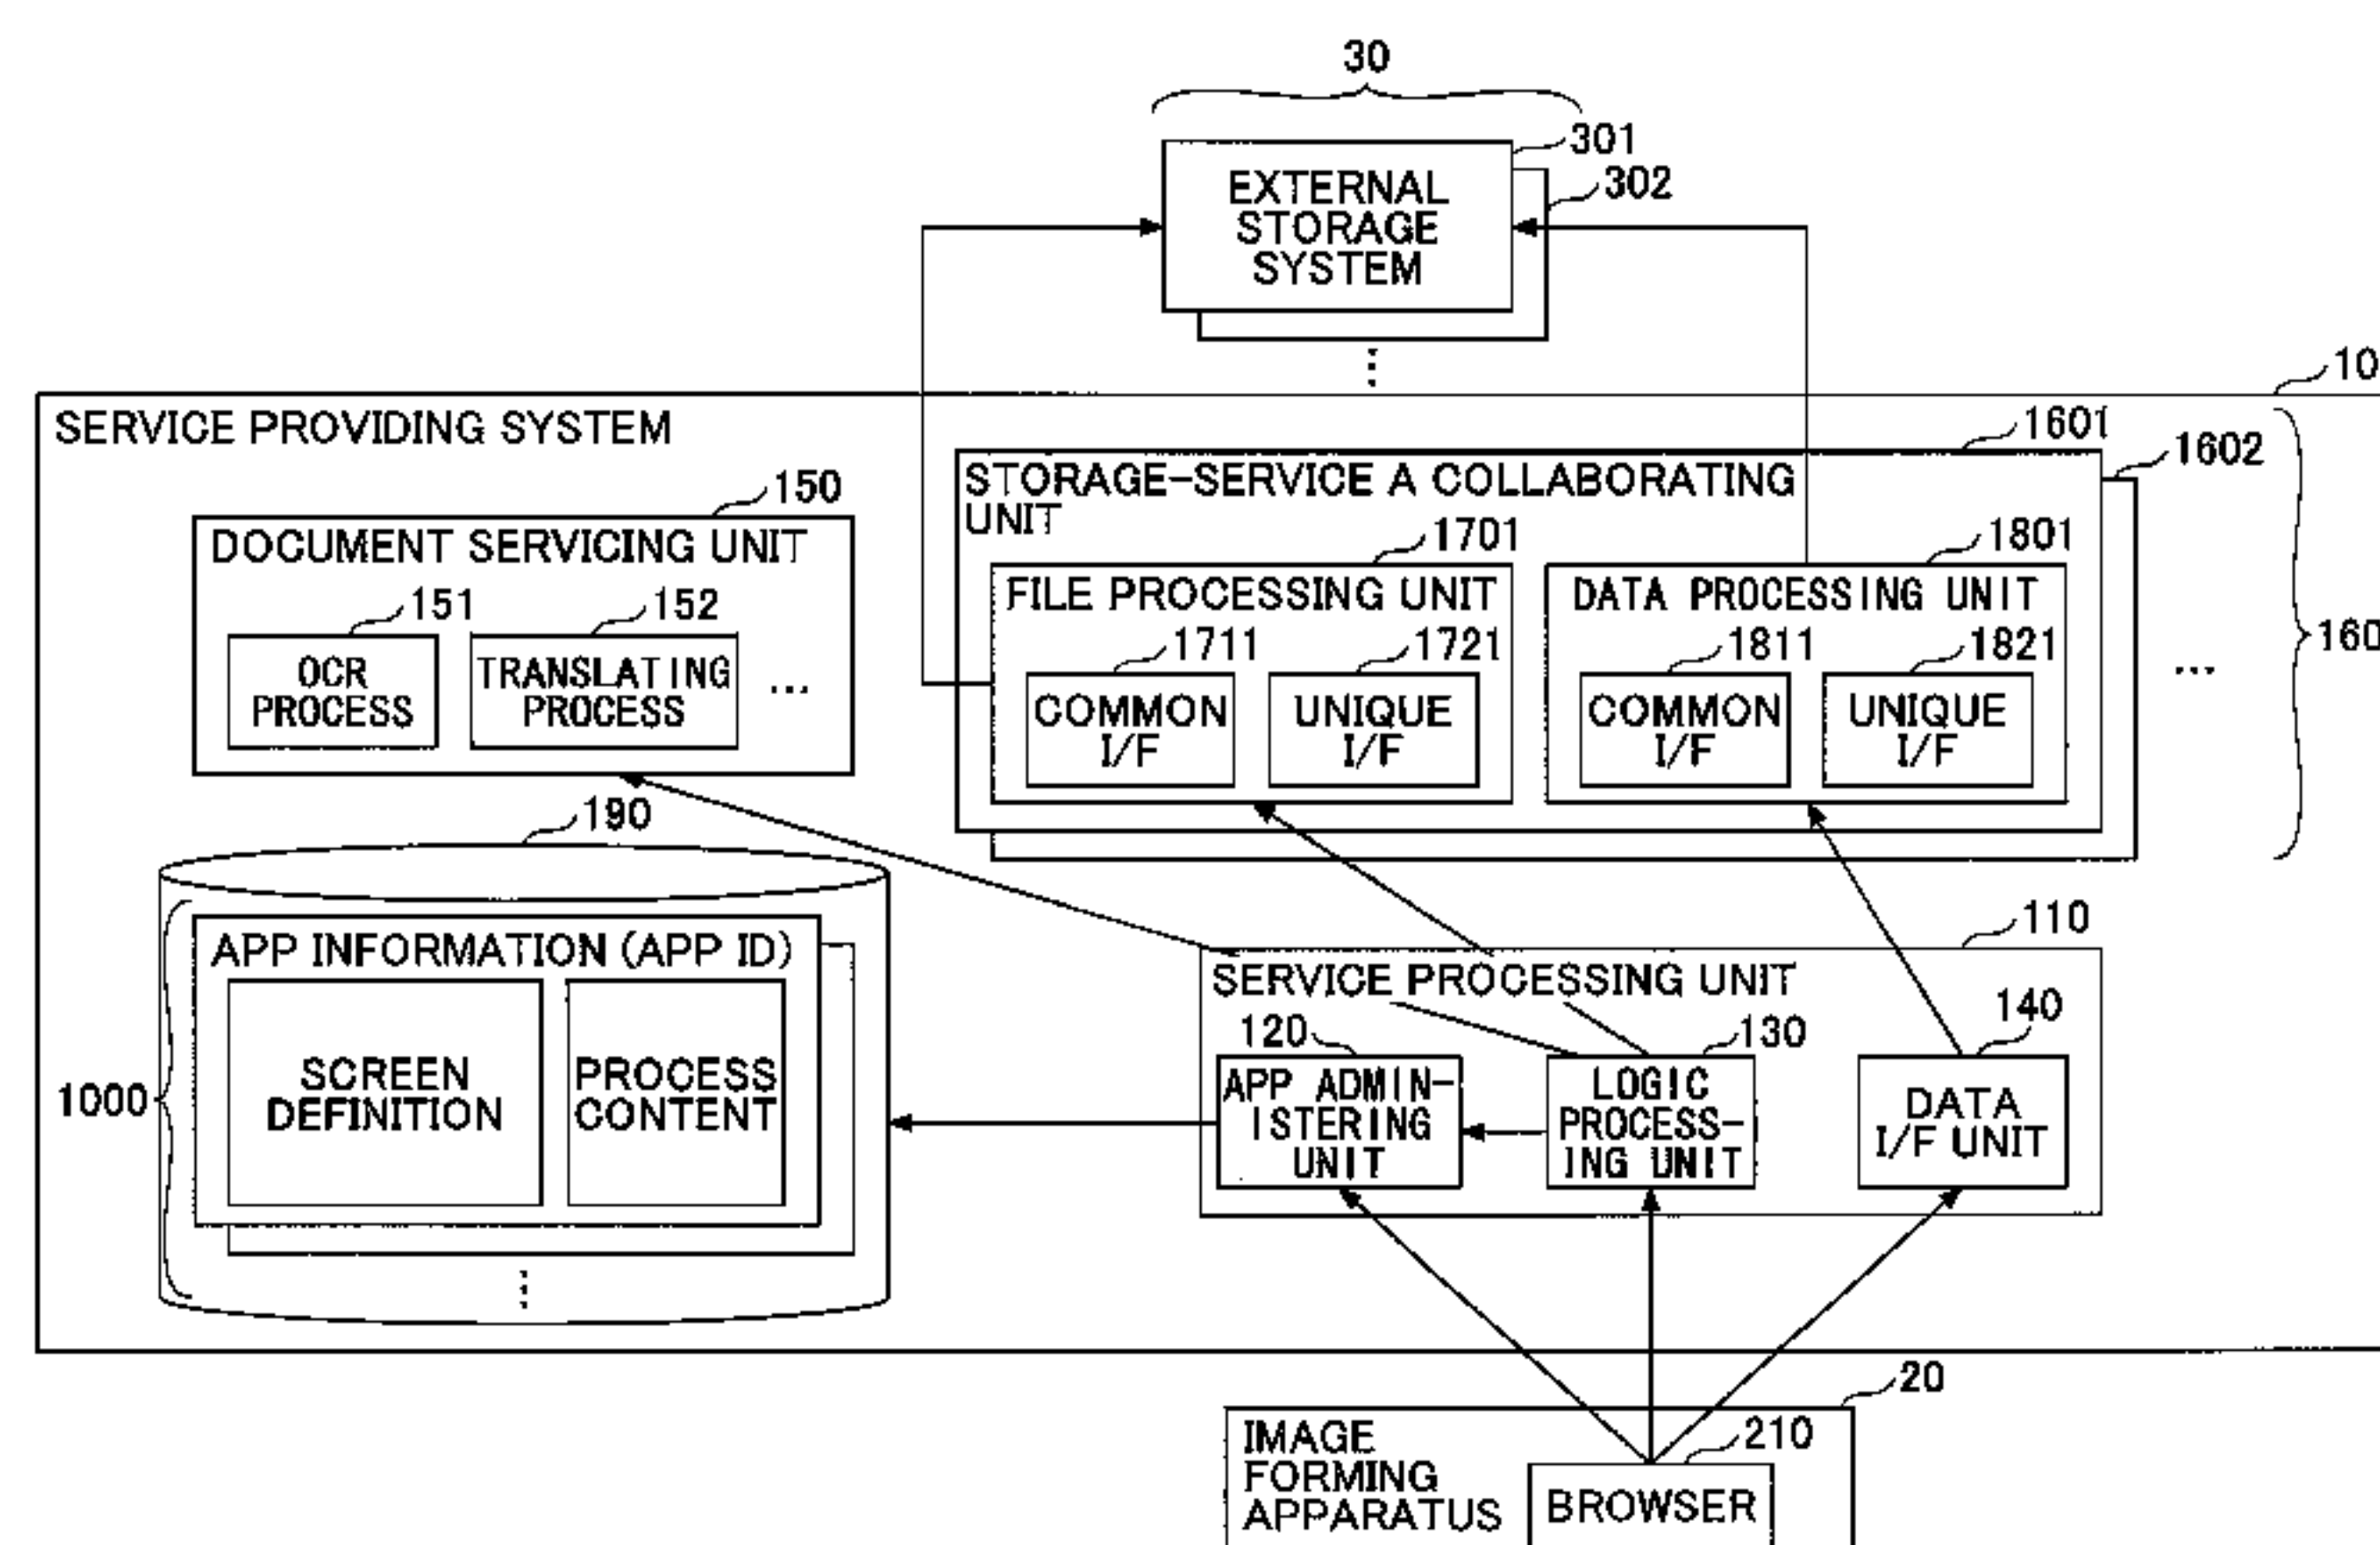 30
301
302
EXTERNAL
STORAGE
SYSTEM
10
SERVICE PROVIDING SYSTEM
1601
1602
160
STORAGE-SERVICE A COLLABORATING
UNIT
150
DOCUMENT SERVICING UNIT
151
152
OCR
PROCESS
TRANSLATING
PROCESS
...
1701
FILE PROCESSING UNIT
1711
1721
COMMON
I/F
UNIQUE
I/F
1801
DATA PROCESSING UNIT
1811
1821
COMMON
I/F
UNIQUE
I/F
...
190
1000
APP INFORMATION (APP ID)
SCREEN
DEFINITION
PROCESS
CONTENT
110
SERVICE PROCESSING UNIT
120
APP ADMIN-
ISTERING
UNIT
130
LOGIC
PROCESS-
ING UNIT
140
DATA
I/F UNIT
20
IMAGE
FORMING
APPARATUS
210
BROWSER